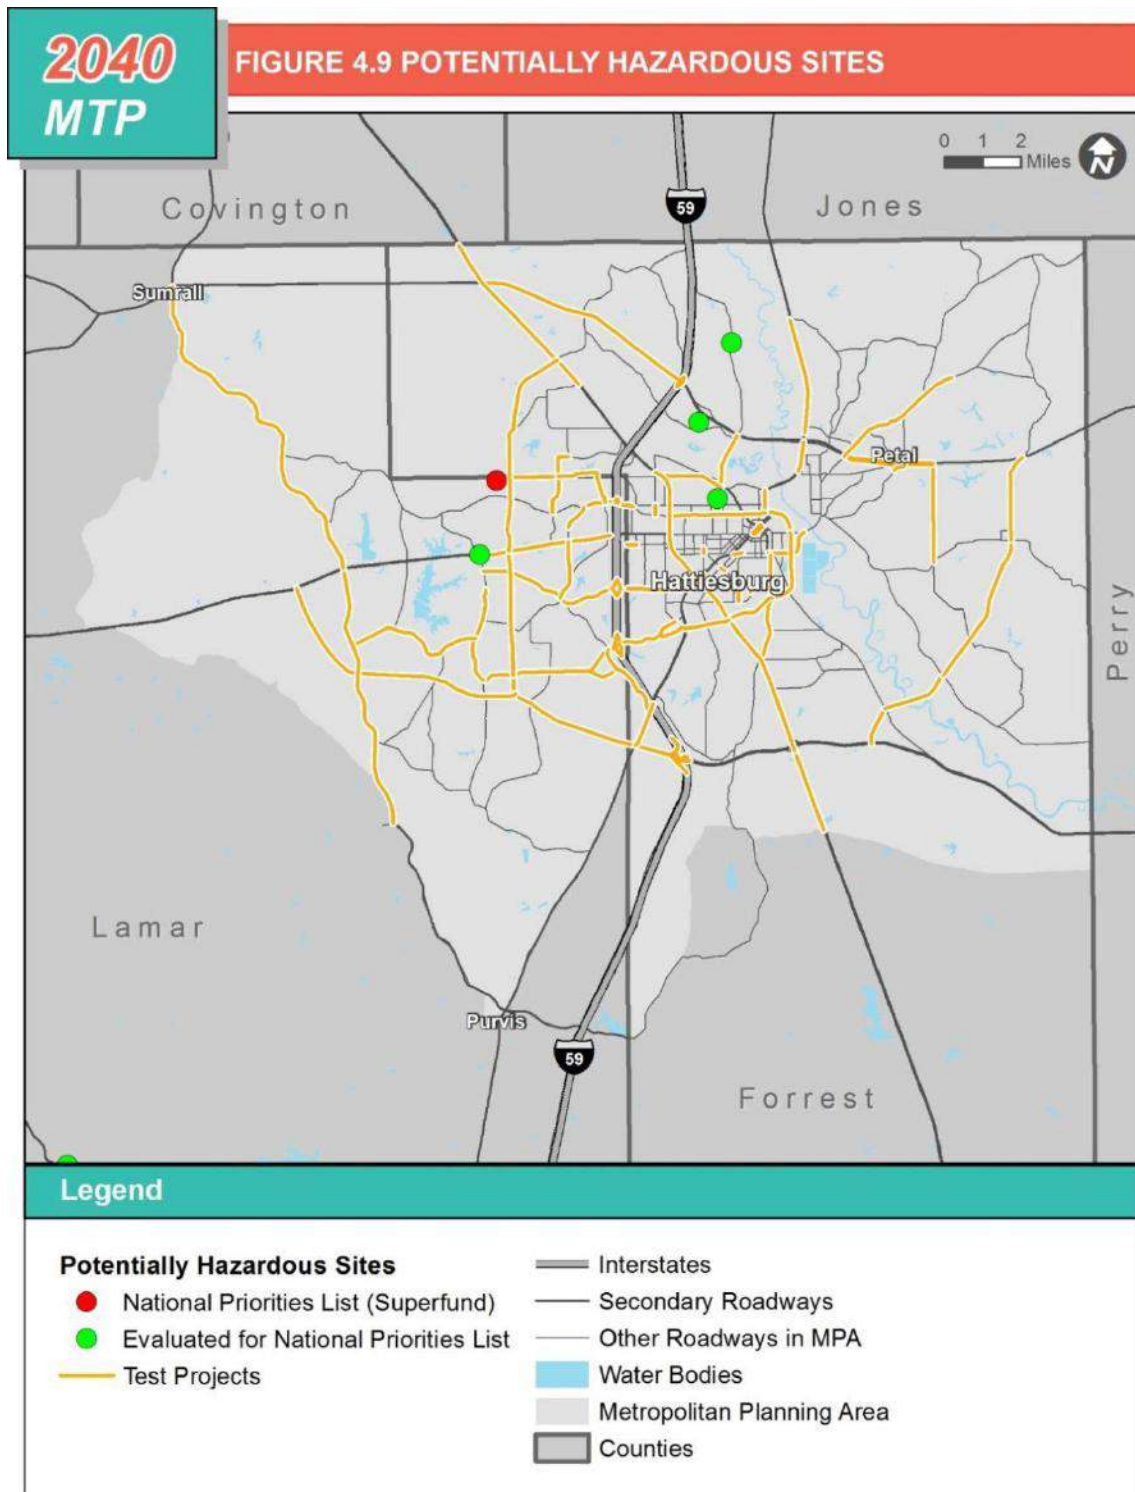 2040
MTP
FIGURE 4.9 POTENTIALLY HAZARDOUS SITES
0 1 2
Miles
N
Covington
59
Jones
Sumrall
Petal
Hattiesburg
Perry
Lamar
Purvis
59
Forrest
Legend
Potentially Hazardous Sites
National Priorities List (Superfund)
Evaluated for National Priorities List
Test Projects
Interstates
Secondary Roadways
Other Roadways in MPA
Water Bodies
Metropolitan Planning Area
Counties